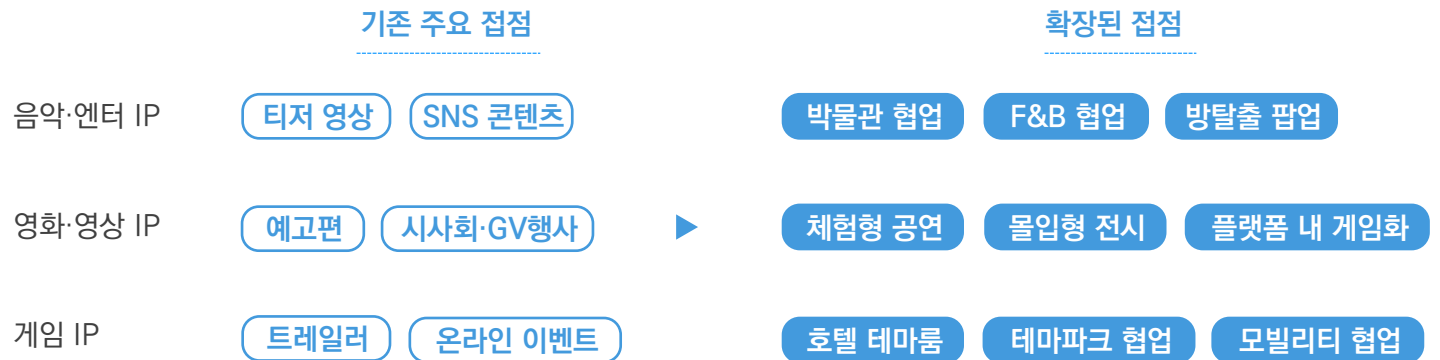 기존 주요 접점 확장된 접점
음악·엔터 IP 티저 영상 SNS 콘텐츠 박물관 협업 F&B 협업 방탈출 팝업
영화·영상 IP 예고편 시사회·GV행사 체험형 공연 몰입형 전시 플랫폼 내 게임화
게임 IP 트레일러 온라인 이벤트 호텔 테마룸 테마파크 협업 모빌리티 협업